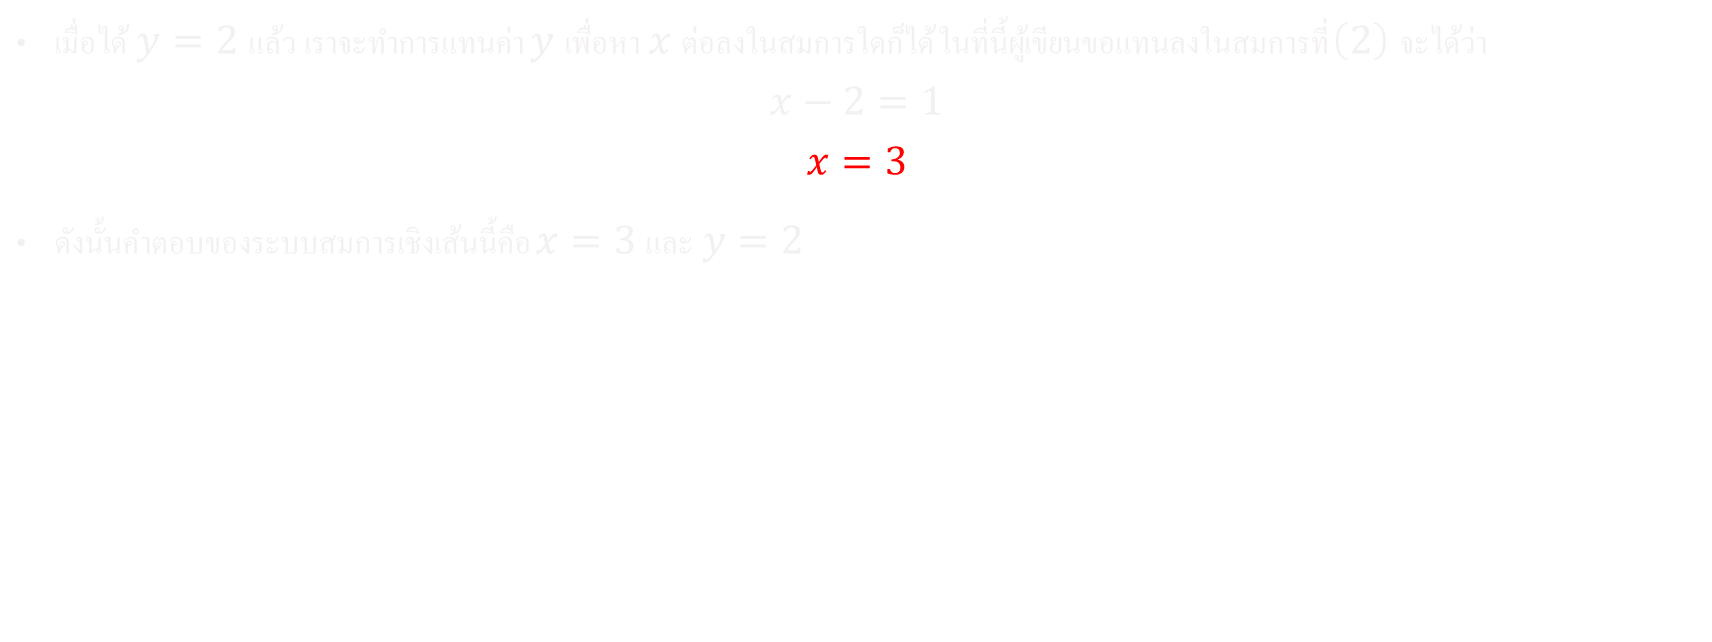 • เมื่อได้ y = 2 แล้ว เราจะทำการแทนค่า y เพื่อหา x ต่อลงในสมการใดก็ได้ ในที่นี้ผู้เขียนขอแทนลงในสมการที่ (2) จะได้ว่า
x − 2 = 1
x = 3
• ดังนั้นคำตอบของระบบสมการเชิงเส้นนี้คือ x = 3 และ y = 2